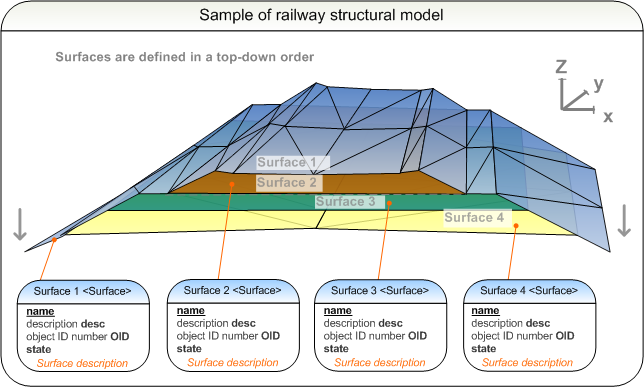 Sample of railway structural model
Surfaces are defined in a top-down order
Z
y
x
Surface 1
Surface 2
Surface 3
Surface 4
Surface 1 <Surface>
name
description desc
object ID number OID
state
Surface description
Surface 2 <Surface>
name
description desc
object ID number OID
state
Surface description
Surface 3 <Surface>
name
description desc
object ID number OID
state
Surface description
Surface 4 <Surface>
name
description desc
object ID number OID
state
Surface description